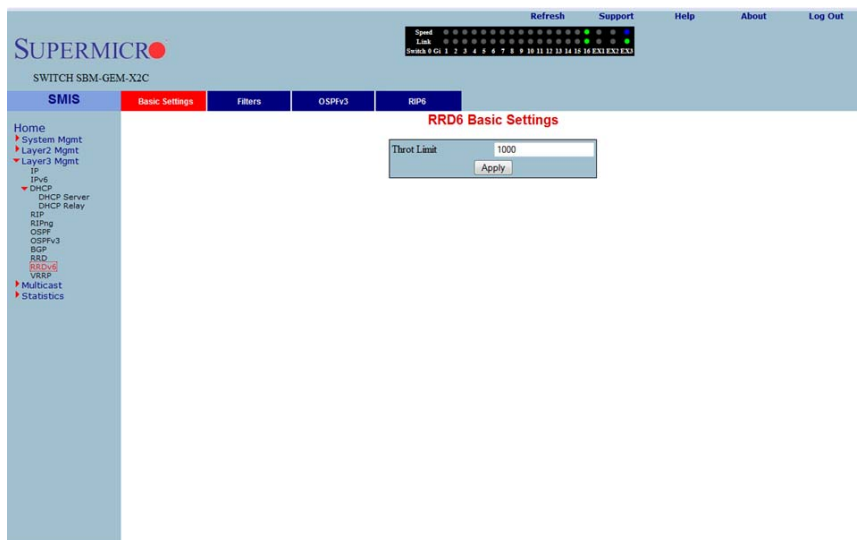 Refresh Support Help About Log Out
SUPERMICRO
Speed
Link
Switch 0 Gi 1 2 3 4 5 6 7 8 9 10 11 12 13 14 15 16 EX1 EX2 EX3
SWITCH SBM-GEM-X2C
SMIS
Basic Settings Filters OSPFv3 RIP6
RRD6 Basic Settings
Throt Limit 1000
Apply
Home
System Mgmt
Layer2 Mgmt
Layer3 Mgmt
IP
IPv6
DHCP
DHCP Server
DHCP Relay
RIP
RIPng
OSPF
OSPFv3
BGP
RRD
RRDv6
VRRP
Multicast
Statistics